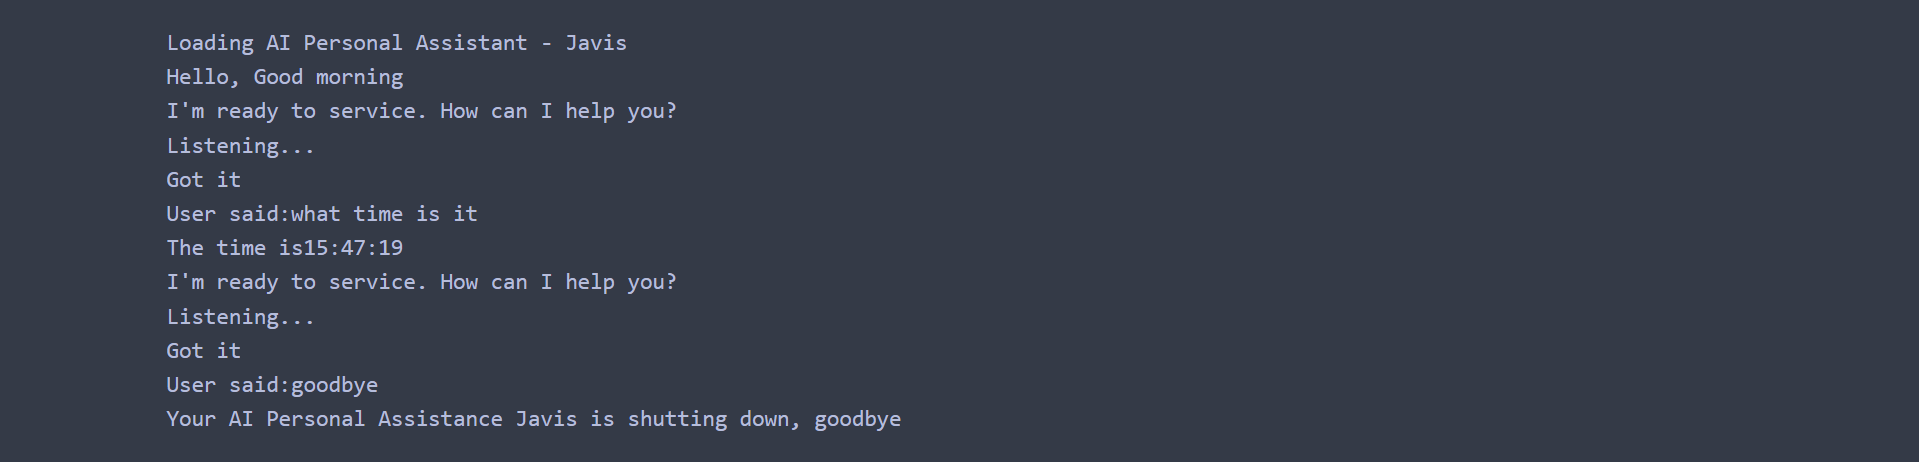 Loading AI Personal Assistant - Javis
Hello, Good morning
I'm ready to service. How can I help you?
Listening...
Got it
User said:what time is it
The time is15:47:19
I'm ready to service. How can I help you?
Listening...
Got it
User said:goodbye
Your AI Personal Assistance Javis is shutting down, goodbye